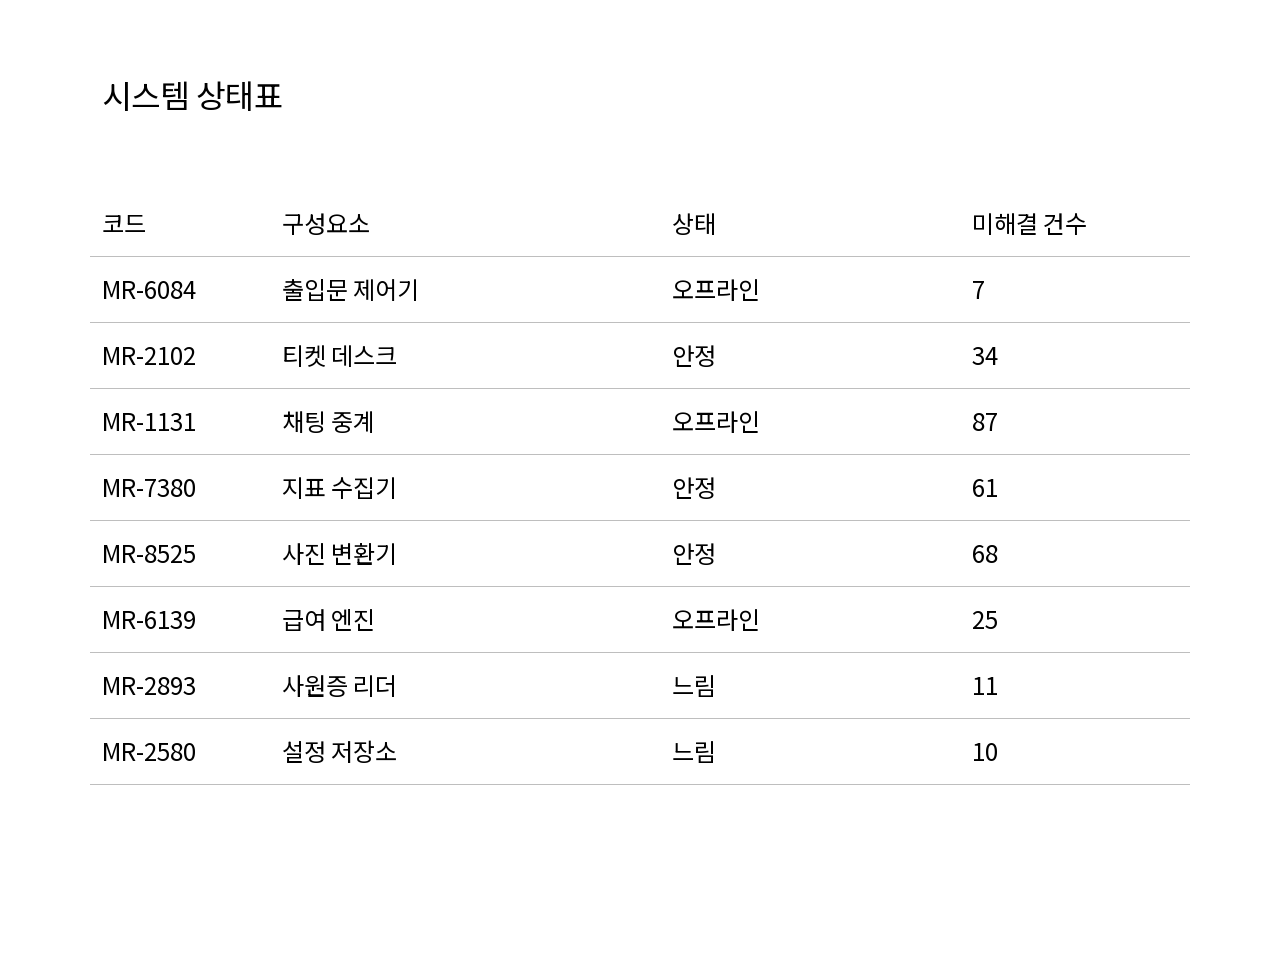 시스템 상태표
코드 구성요소 상태 미해결 건수
MR-6084 출입문 제어기 오프라인 7
MR-2102 티켓 데스크 안정 34
MR-1131 채팅 중계 오프라인 87
MR-7380 지표 수집기 안정 61
MR-8525 사진 변환기 안정 68
MR-6139 급여 엔진 오프라인 25
MR-2893 사원증 리더 느림 11
MR-2580 설정 저장소 느림 10